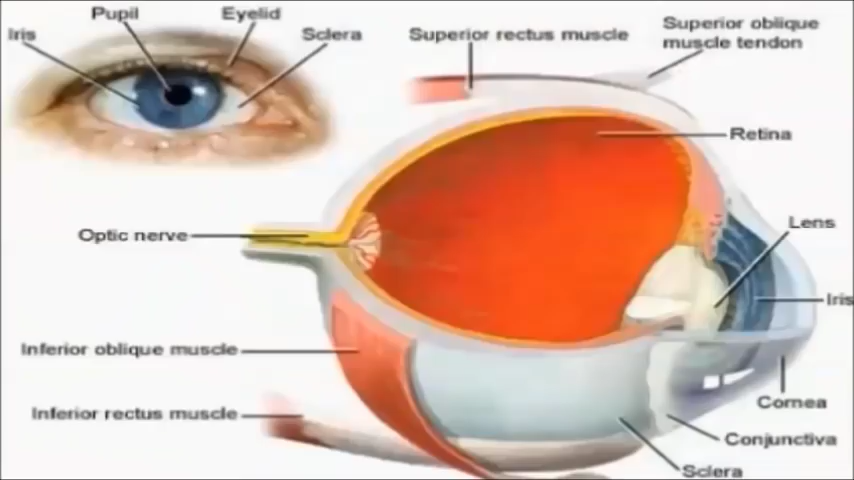 Pupil
Eyelid
Iris
Sclera
Superior rectus muscle
Superior oblique
muscle tendon
Retina
Lens
Optic nerve
Iris
Inferior oblique muscle
Cornea
Inferior rectus muscle
Conjunctiva
Sclera